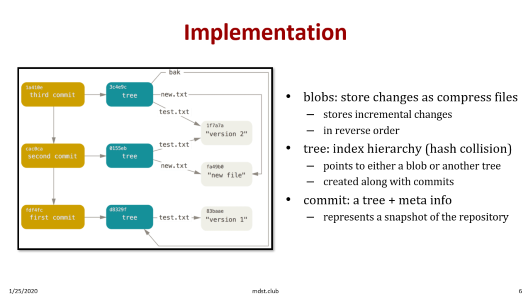 Implementation
bak
1a410e
third commit
3c4e9c
tree
new.txt
test.txt
1f7a7a
"version 2"
cac0ca
second commit
0155eb
tree
test.txt
new.txt
fa49b0
"new file"
first commit
d8329f
tree
test.txt
83baae
"version 1"
• blobs: store changes as compress files
– stores incremental changes
– in reverse order
• tree: index hierarchy (hash collision)
– points to either a blob or another tree
– created along with commits
• commit: a tree + meta info
– represents a snapshot of the repository
1/25/2020
mdst.club
6